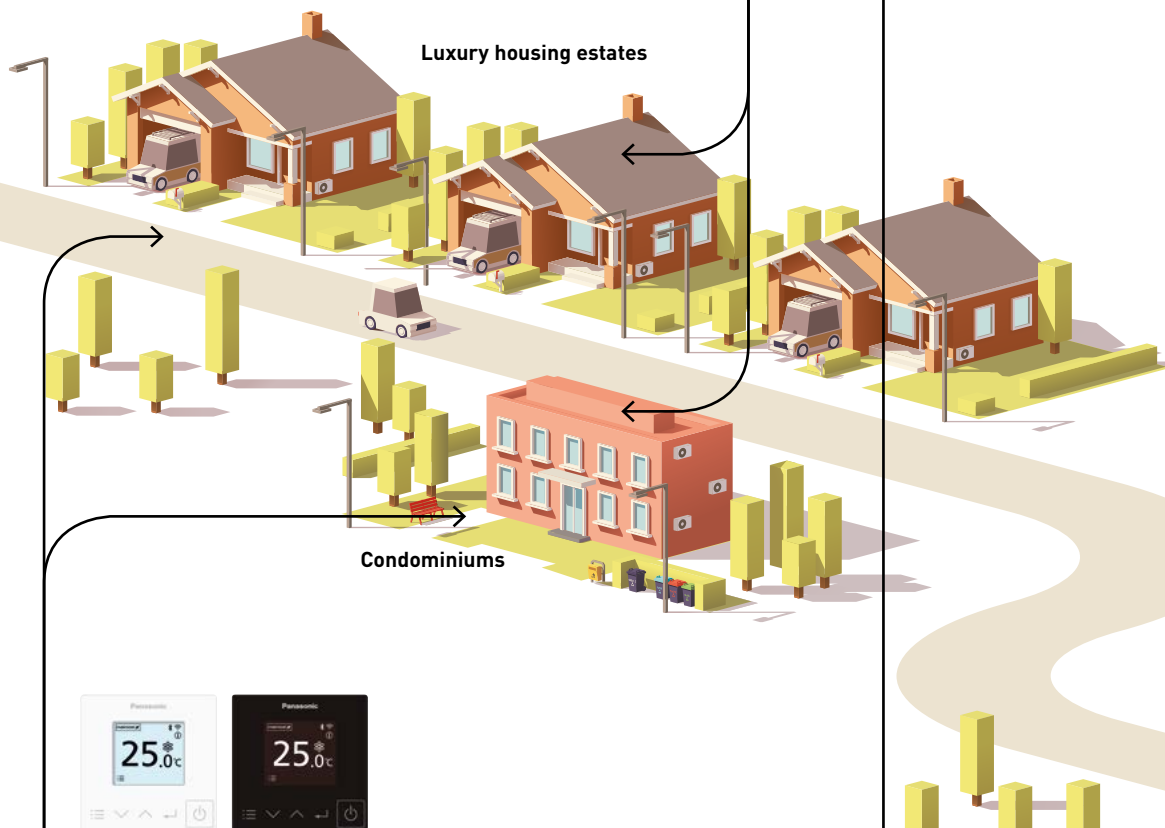 Luxury housing estates
Condominiums
Panasonic
25.0℃
Panasonic
25.0℃